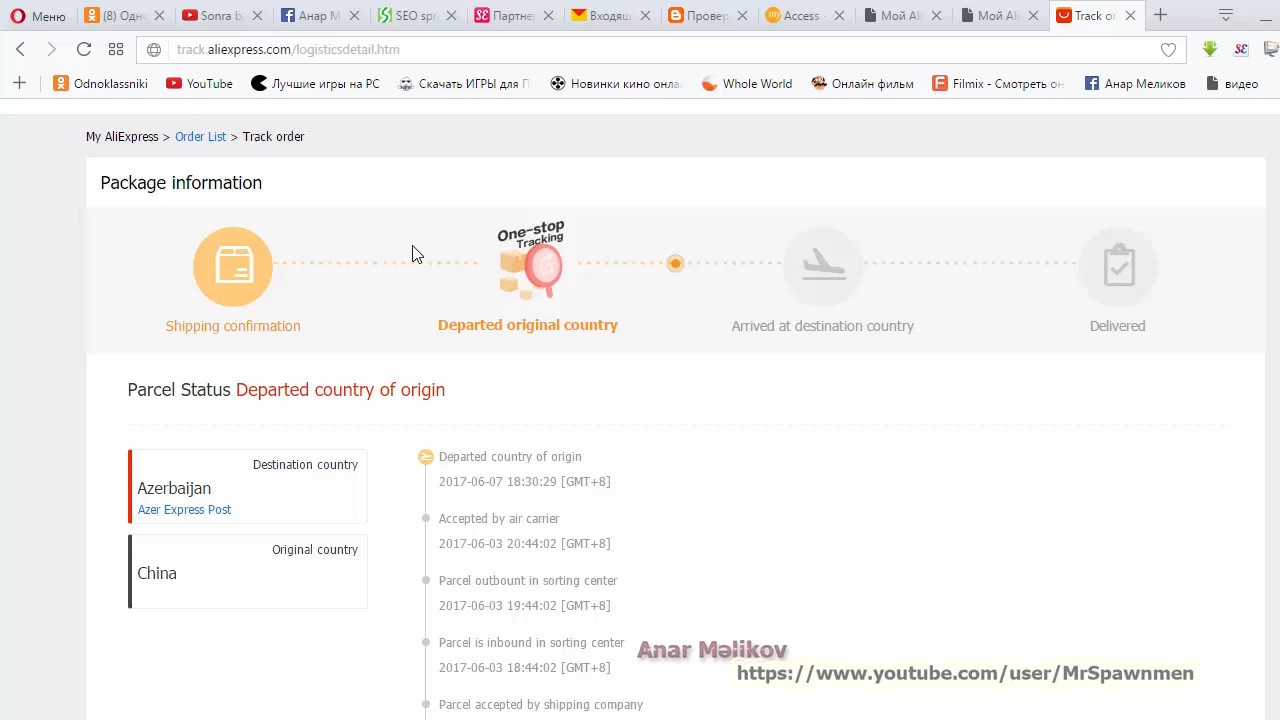 Меню
(8) Одно
Sonra b
Анар М
SEO spr
Партне
Входящ
Провер
Access
Мой Ali
Мой Ali
Track or
track.aliexpress.com/logisticsdetail.htm
Odnoklassniki
YouTube
Лучшие игры на PC
Скачать ИГРЫ для П
Новинки кино онла
Whole World
Онлайн фильм
Filmix - Смотреть он
Анар Меликов
видео
My AliExpress > Order List > Track order
Package information
One-stop
Tracking
Shipping confirmation
Departed original country
Arrived at destination country
Delivered
Parcel Status Departed country of origin
Destination country
Azerbaijan
Azer Express Post
Original country
China
Departed country of origin
2017-06-07 18:30:29 [GMT+8]
Accepted by air carrier
2017-06-03 20:44:02 [GMT+8]
Parcel outbound in sorting center
2017-06-03 19:44:02 [GMT+8]
Parcel is inbound in sorting center
2017-06-03 18:44:02 [GMT+8]
Parcel accepted by shipping company
Anar Məlikov
https://www.youtube.com/user/MrSpawnmen